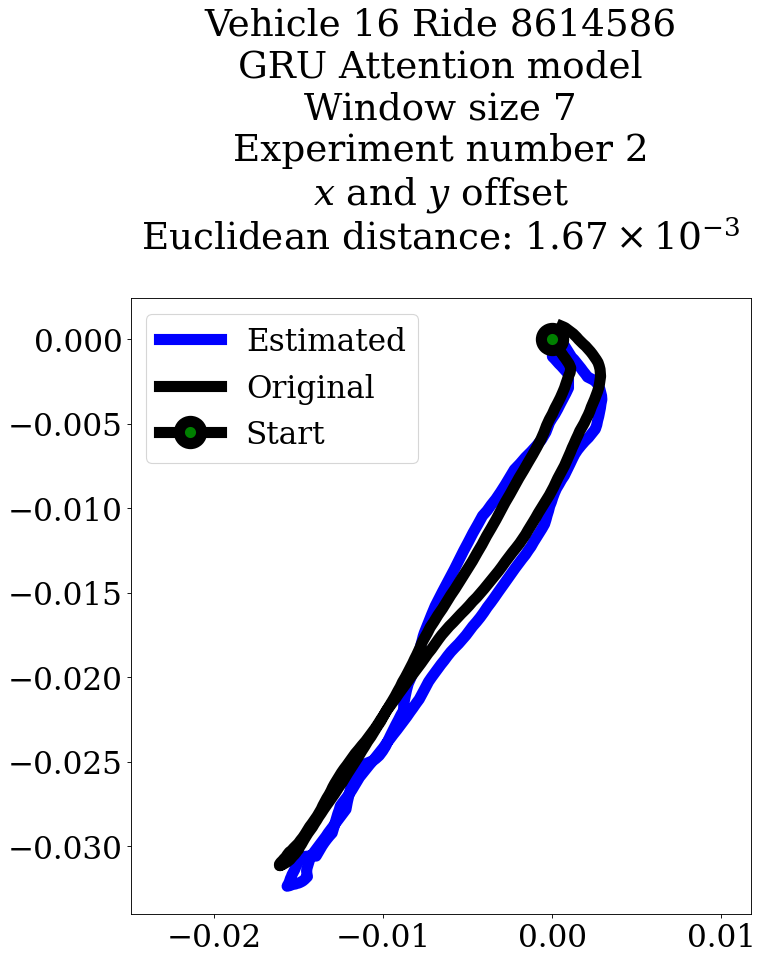 Vehicle 16 Ride 8614586
GRU Attention model
Window size 7
Experiment number 2
x and y offset
Euclidean distance: 1.67 × 10⁻³
Estimated
Original
Start
0.000
−0.005
−0.010
−0.015
−0.020
−0.025
−0.030
−0.02
−0.01
0.00
0.01